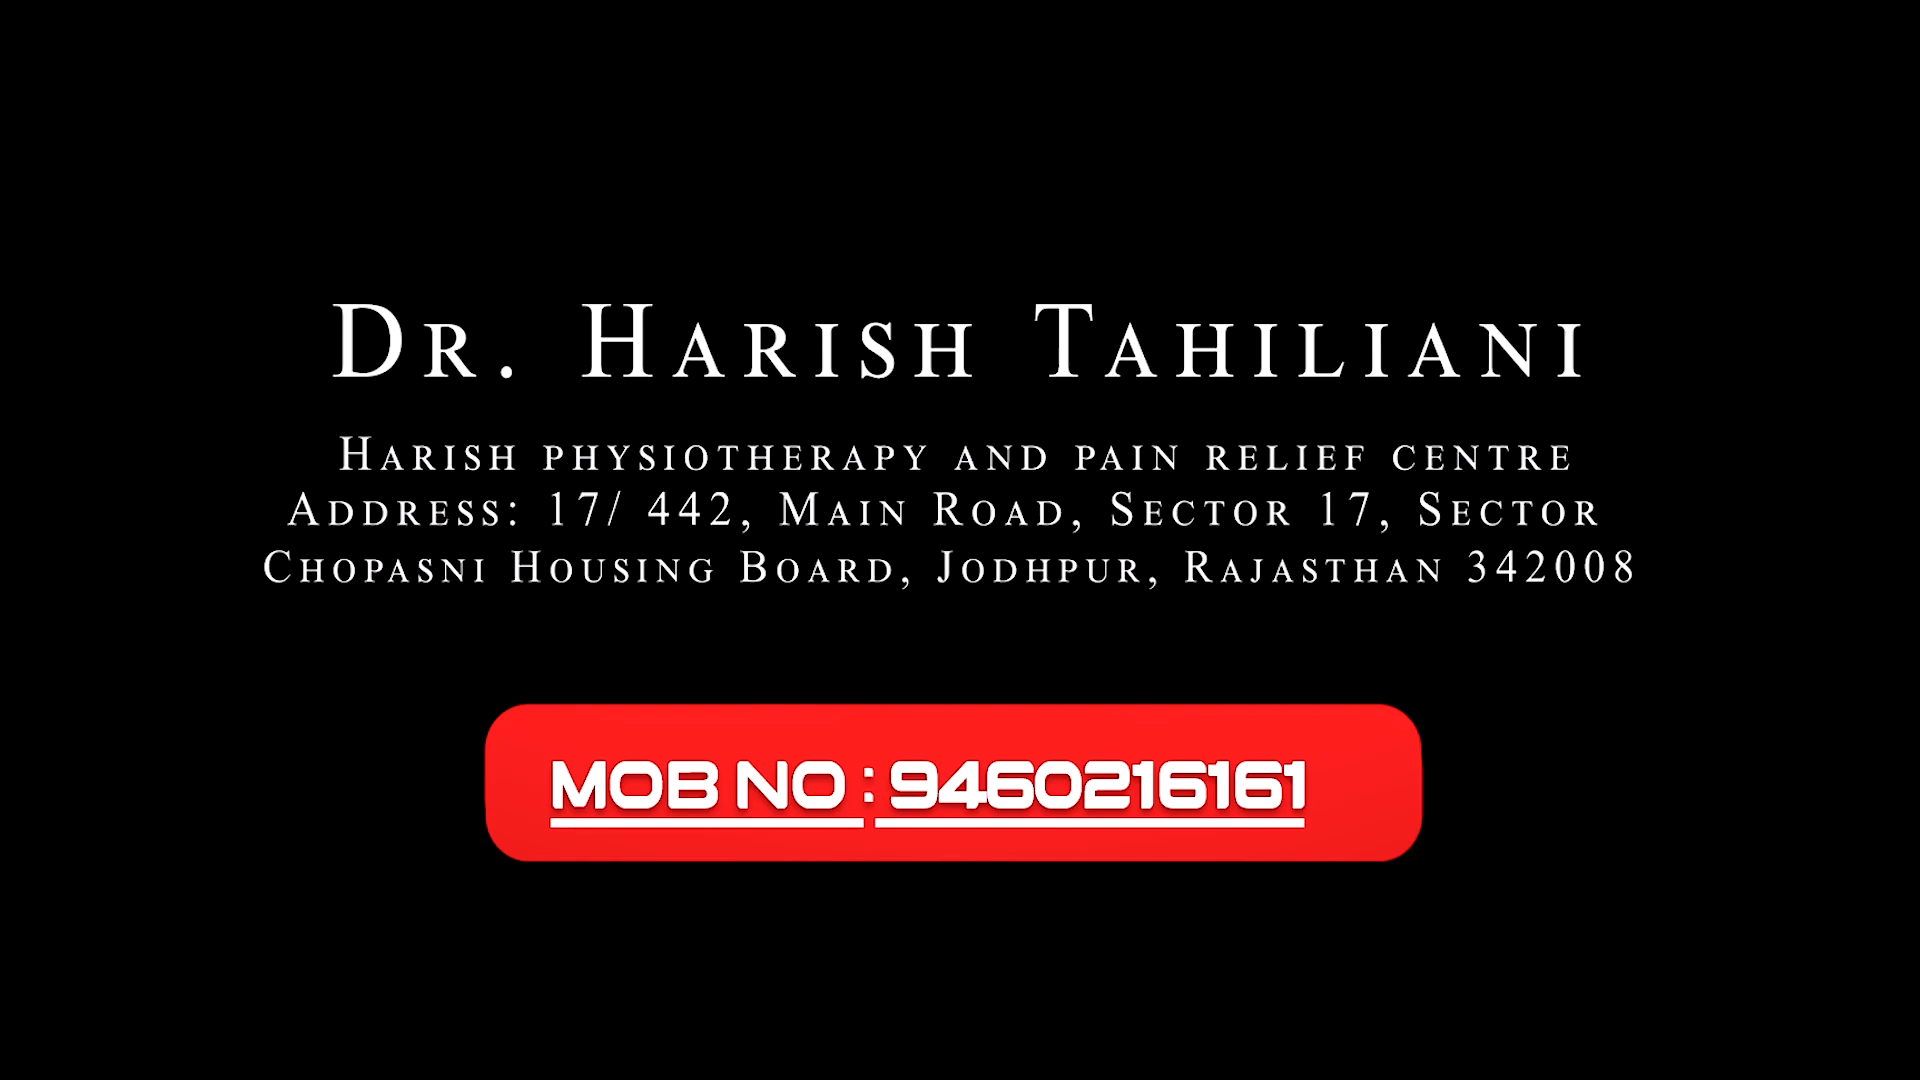 Dr. Harish Tahiliani
Harish physiotherapy and pain relief centre
Address: 17/ 442, Main Road, Sector 17, Sector
Chopasni Housing Board, Jodhpur, Rajasthan 342008
MOB NO : 9460216161